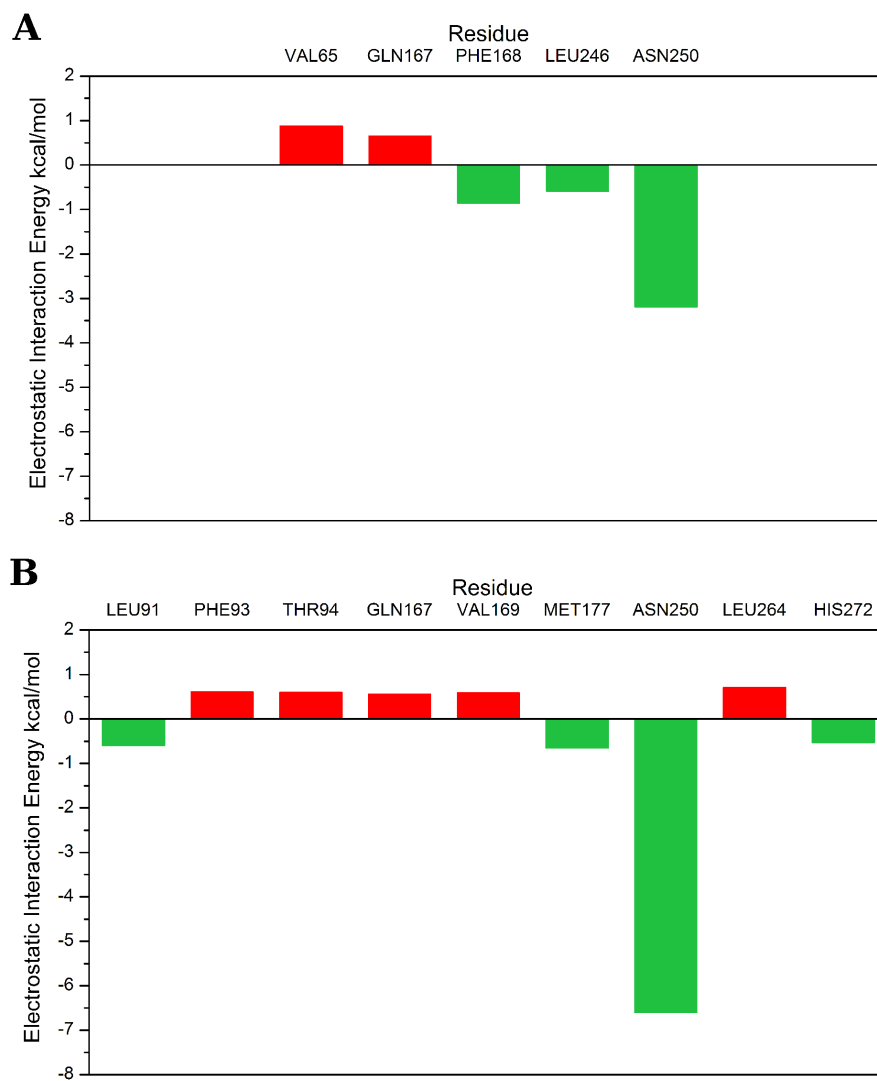 A
Residue
VAL65 GLN167 PHE168 LEU246 ASN250
Electrostatic Interaction Energy kcal/mol
2
1
0
-1
-2
-3
-4
-5
-6
-7
-8
B
Residue
LEU91 PHE93 THR94 GLN167 VAL169 MET177 ASN250 LEU264 HIS272
Electrostatic Interaction Energy kcal/mol
2
1
0
-1
-2
-3
-4
-5
-6
-7
-8